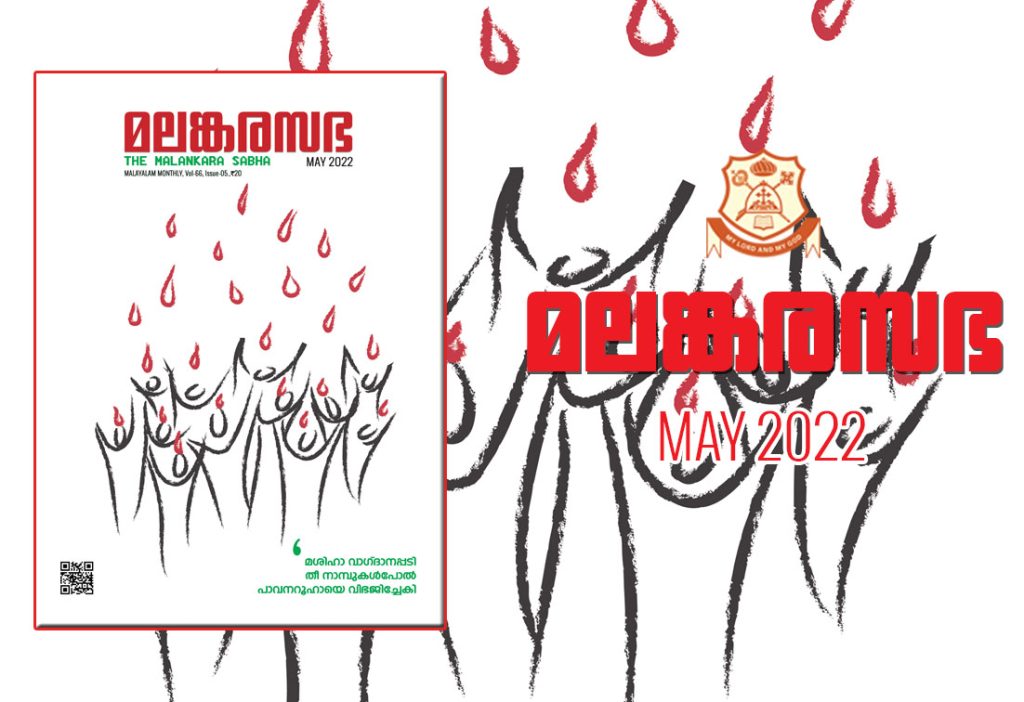 മലങ്കരസഭ
THE MALANKARA SABHA
MAY 2022
MALAYALAM MONTHLY, Vol-66, Issue-05..₹20
‘
മശിഹാ വാഗ്ദാനപ്പടി
തീ നാമ്പുകൾപോൽ
പാവനറൂഹായെ വിഭജിച്ചേകി
MY LORD AND MY GOD
മലങ്കരസഭ
MAY 2022